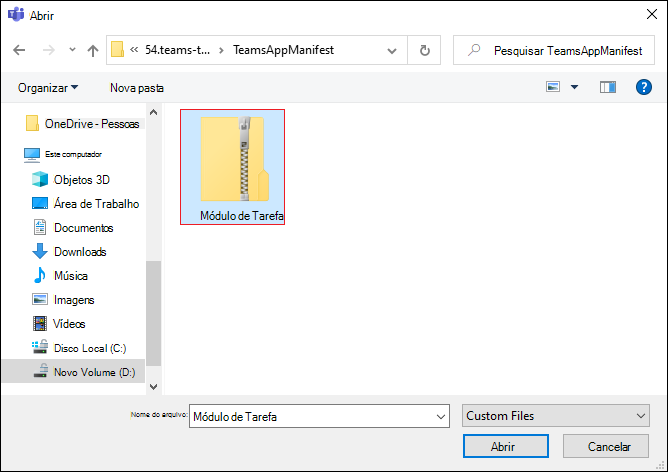 Abrir
« 54.teams-t... > TeamsAppManifest
Pesquisar TeamsAppManifest
Organizar
Nova pasta
?
OneDrive - Pessoas
Este computador
Objetos 3D
Área de Trabalho
Documentos
Downloads
Música
Imagens
Vídeos
Disco Local (C:)
Novo Volume (D:)
Módulo de Tarefa
Nome do arquivo:
Módulo de Tarefa
Custom Files
Abrir
Cancelar